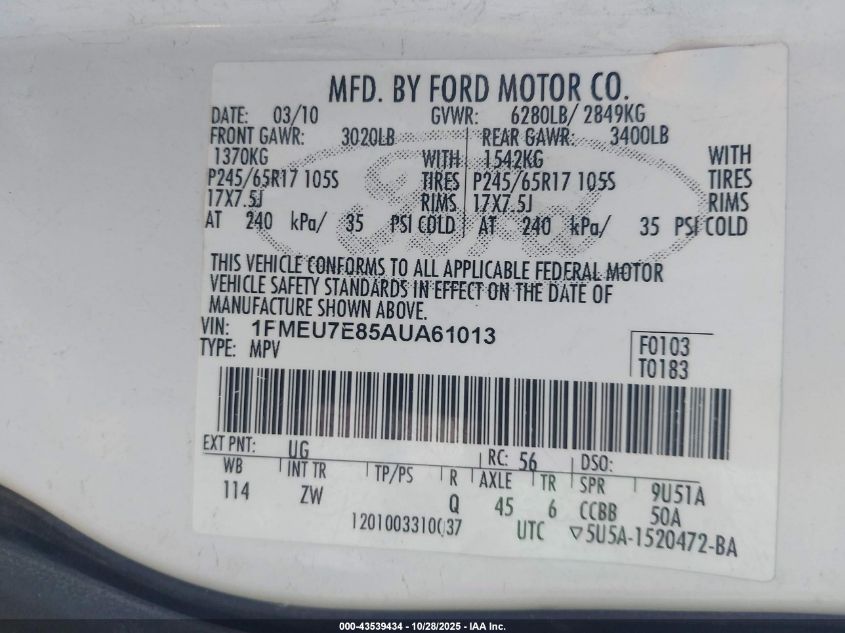 MFD. BY FORD MOTOR CO.
DATE: 03/10 GVWR: 6280LB/ 2849KG
FRONT GAWR: 3020LB REAR GAWR: 3400LB
1370KG WITH 1542KG WITH
P245/65R17 105S TIRES P245/65R17 105S TIRES
17X7.5J RIMS 17X7.5J RIMS
AT 240 kPa/ 35 PSI COLD AT 240 kPa/ 35 PSI COLD
Ford
THIS VEHICLE CONFORMS TO ALL APPLICABLE FEDERAL MOTOR
VEHICLE SAFETY STANDARDS IN EFFECT ON THE DATE OF
MANUFACTURE SHOWN ABOVE.
VIN: 1FMEU7E85AUA61013
TYPE: MPV
F0103
T0183
EXT PNT: UG RC: 56 DSO:
WB INT TR TP/PS R AXLE TR SPR 9U51A
114 ZW Q 45 6 CCBB 50A
1201003310037 UTC ▽5U5A-1520472-BA
000-43539434 - 10/28/2025 - IAA Inc.